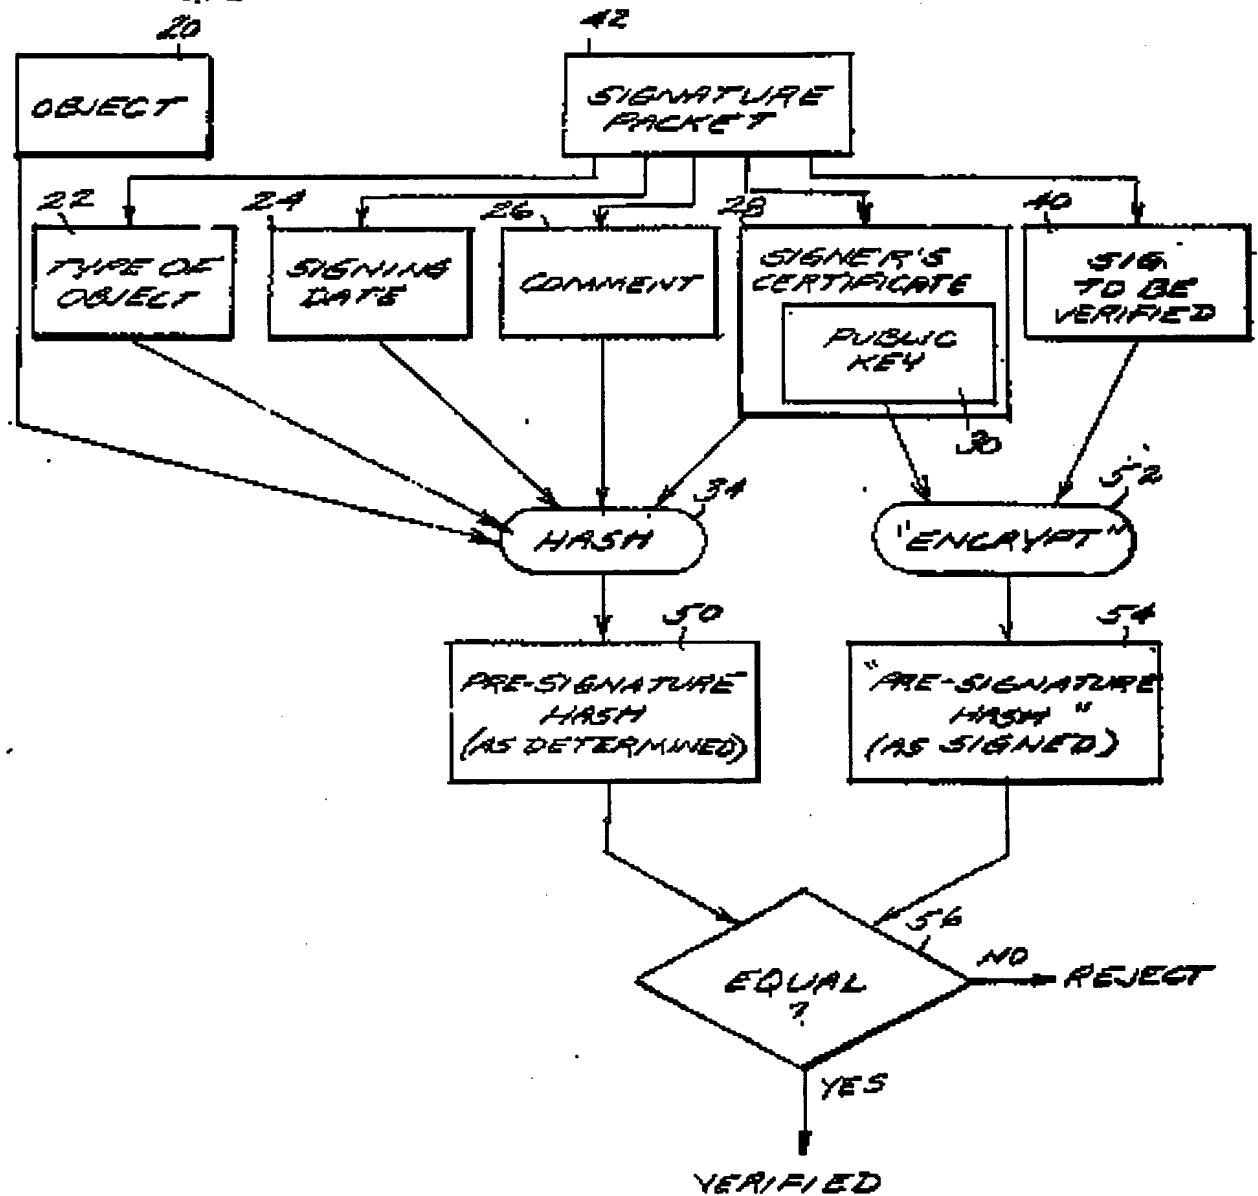 20
42
OBJECT
SIGNATURE
PACKET
22
24
26
28
40
TYPE OF
OBJECT
SIGNING
DATE
COMMENT
SIGNER'S
CERTIFICATE
PUBLIC
KEY
SIG.
TO BE
VERIFIED
30
34
52
HASH
"ENCRYPT"
50
54
PRE-SIGNATURE
HASH
(AS DETERMINED)
"PRE-SIGNATURE
HASH"
(AS SIGNED)
56
EQUAL
?
NO
REJECT
YES
VERIFIED